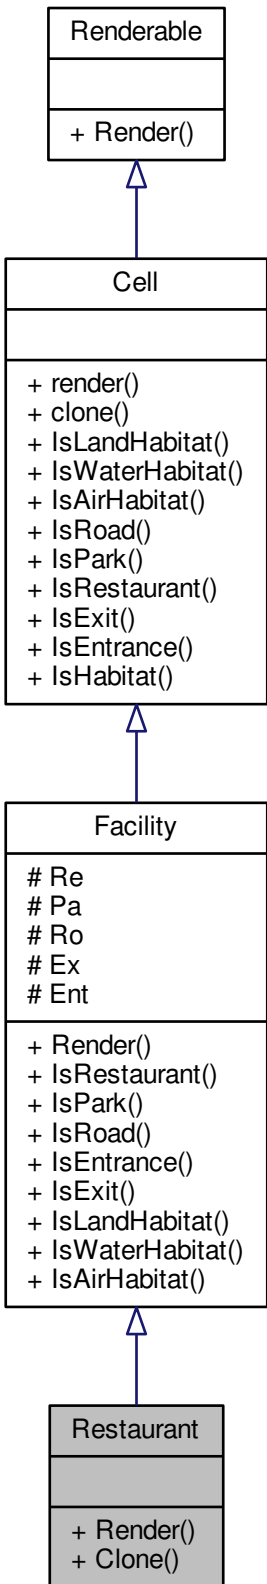 Renderable
+ Render()
Cell
+ render()
+ clone()
+ IsLandHabitat()
+ IsWaterHabitat()
+ IsAirHabitat()
+ IsRoad()
+ IsPark()
+ IsRestaurant()
+ IsExit()
+ IsEntrance()
+ IsHabitat()
Facility
# Re
# Pa
# Ro
# Ex
# Ent
+ Render()
+ IsRestaurant()
+ IsPark()
+ IsRoad()
+ IsEntrance()
+ IsExit()
+ IsLandHabitat()
+ IsWaterHabitat()
+ IsAirHabitat()
Restaurant
+ Render()
+ Clone()